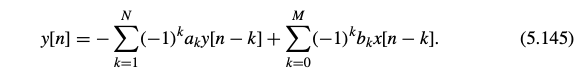 y[n] = − ∑_{k=1}^{N} (−1)^k a_k y[n − k] + ∑_{k=0}^{M} (−1)^k b_k x[n − k]. (5.145)